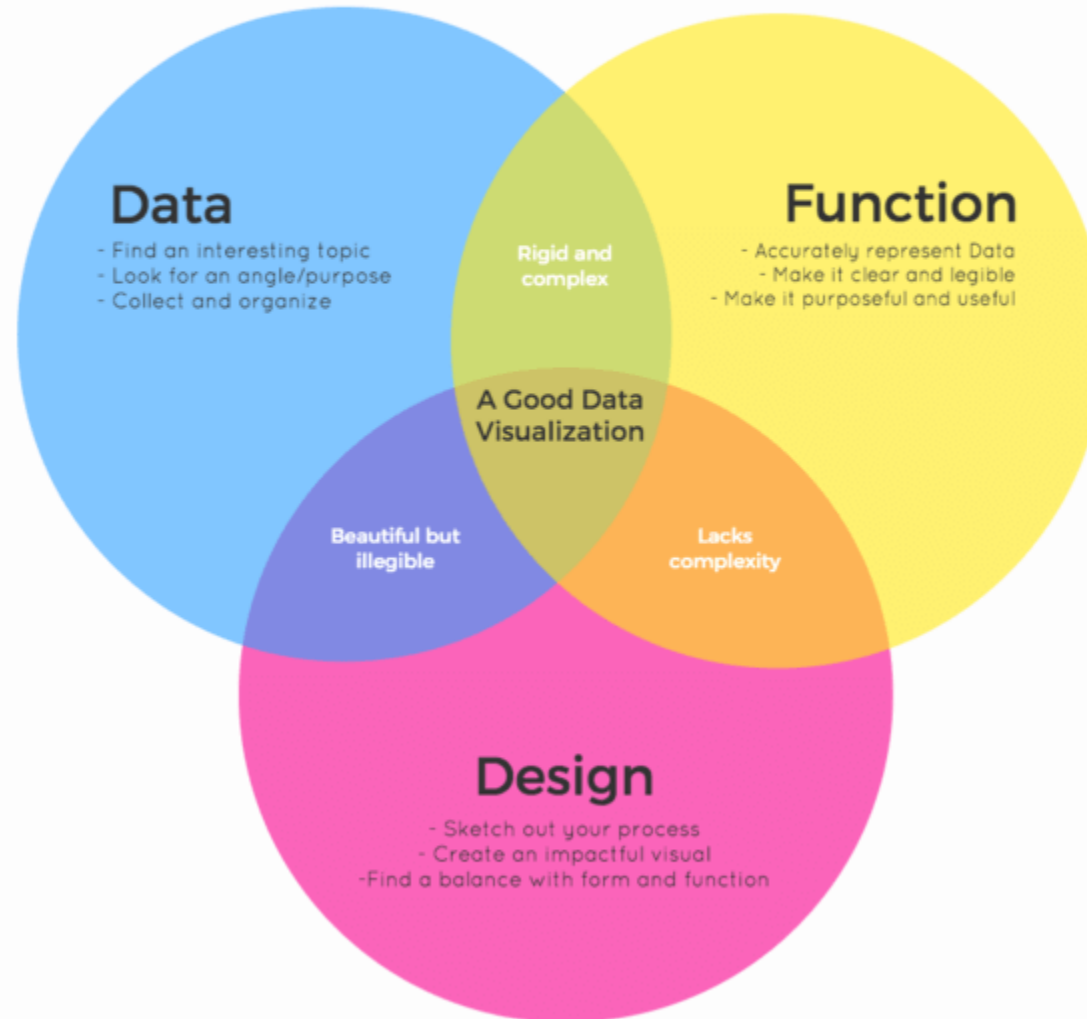 Data
- Find an interesting topic
- Look for an angle/purpose
- Collect and organize
Function
- Accurately represent Data
- Make it clear and legible
- Make it purposeful and useful
Rigid and
complex
A Good Data
Visualization
Beautiful but
illegible
Lacks
complexity
Design
- Sketch out your process
- Create an impactful visual
-Find a balance with form and function